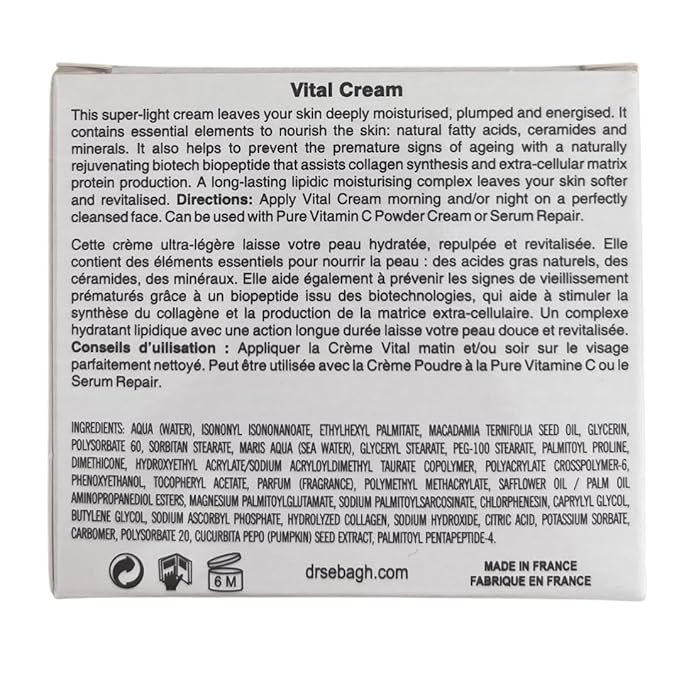 Vital Cream
This super-light cream leaves your skin deeply moisturised, plumped and energised. It
contains essential elements to nourish the skin: natural fatty acids, ceramides and
minerals. It also helps to prevent the premature signs of ageing with a naturally
rejuvenating biotech biopeptide that assists collagen synthesis and extra-cellular matrix
protein production. A long-lasting lipidic moisturising complex leaves your skin softer
and revitalised. Directions: Apply Vital Cream morning and/or night on a perfectly
cleansed face. Can be used with Pure Vitamin C Powder Cream or Serum Repair.
Cette crème ultra-légère laisse votre peau hydratée, repulpée et revitalisée. Elle
contient des éléments essentiels pour nourrir la peau : des acides gras naturels, des
céramides, des minéraux. Elle aide également à prévenir les signes de vieillissement
prématurés grâce à un biopeptide issu des biotechnologies, qui aide à stimuler la
synthèse du collagène et la production de la matrice extra-cellulaire. Un complexe
hydratant lipidique avec une action longue durée laisse votre peau douce et revitalisée.
Conseils d'uilisation : Appliquer la Crème Vital matin et/ou soir sur le visage
parfaitement nettoyé. Peut être utilisée avec la Crème Poudre à la Pure Vitamine C ou le
Serum Repair.
INGREDIENTS: AQUA (WATER), ISONONYL ISONONANOATE, ETHYLHEXYL PALMITATE, MACADAMIA TERNIFOLIA SEED OIL, GLYCERIN,
POLYSORBATE 60, SORBITAN STEARATE, MARIS AQUA (SEA WATER), GLYCERYL STEARATE, PEG-100 STEARATE, PALMITOYL PROLINE,
DIMETHICONE, HYDROXYETHYL ACRYLATE/SODIUM ACRYLOYLDIMETHYL TAURATE COPOLYMER, POLYACRYLATE CROSSPOLYMER-6,
PHENOXYETHANOL, TOCOPHERYL ACETATE, PARFUM (FRAGRANCE), POLYMETHYL METHACRYLATE, SAFFLOWER OIL / PALM OIL
AMINOPROPANEDIOL ESTERS, MAGNESIUM PALMITOYLGLUTAMATE, SODIUM PALMITOYLSARCOSINATE, CHLORPHENESIN, CAPRYLYL GLYCOL,
BUTYLENE GLYCOL, SODIUM ASCORBYL PHOSPHATE, HYDROLYZED COLLAGEN, SODIUM HYDROXIDE, CITRIC ACID, POTASSIUM SORBATE,
CARBOMER, POLYSORBATE 20, CUCURBITA PEPO (PUMPKIN) SEED EXTRACT, PALMITOYL PENTAPEPTIDE-4.
6 M
drsebagh.com
MADE IN FRANCE
FABRIQUE EN FRANCE